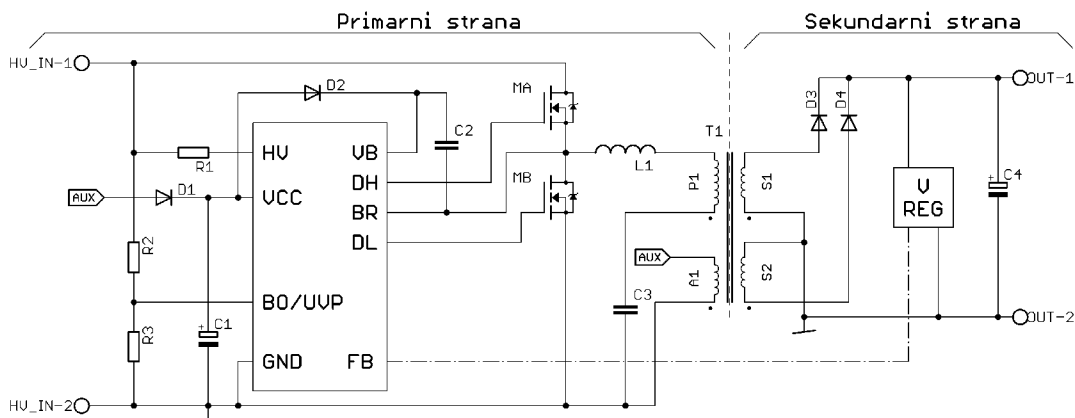 Primarni strana
Sekundarni strana
HV_IN-1
OUT-1
D2
MA
D3
D4
C2
T1
HV
VB
R1
L1
DH
P1
S1
C4
MB
V
REG
AUX
D1
VCC
BR
DL
R2
AUX
A1
S2
BO/UVP
C3
R3
C1
OUT-2
GND
FB
HV_IN-2